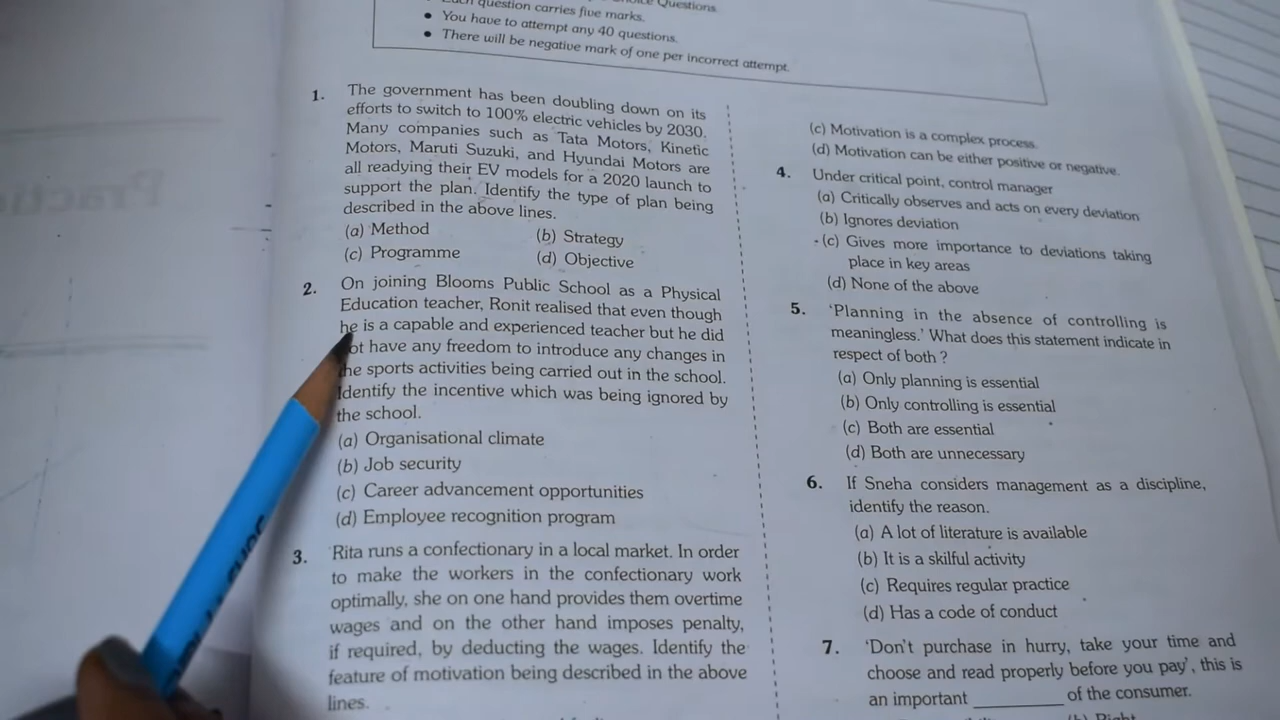 Each question carries five marks.
• You have to attempt any 40 questions.
• There will be negative mark of one per incorrect attempt.
1. The government has been doubling down on its
efforts to switch to 100% electric vehicles by 2030.
Many companies such as Tata Motors, Kinetic
Motors, Maruti Suzuki, and Hyundai Motors are
all readying their EV models for a 2020 launch to
support the plan. Identify the type of plan being
described in the above lines.
(a) Method (b) Strategy
(c) Programme (d) Objective
2. On joining Blooms Public School as a Physical
Education teacher, Ronit realised that even though
he is a capable and experienced teacher but he did
ot have any freedom to introduce any changes in
he sports activities being carried out in the school.
Identify the incentive which was being ignored by
the school.
(a) Organisational climate
(b) Job security
(c) Career advancement opportunities
(d) Employee recognition program
3. Rita runs a confectionary in a local market. In order
to make the workers in the confectionary work
optimally, she on one hand provides them overtime
wages and on the other hand imposes penalty,
if required, by deducting the wages. Identify the
feature of motivation being described in the above
lines.
(c) Motivation is a complex process.
(d) Motivation can be either positive or negative.
4. Under critical point, control manager
(a) Critically observes and acts on every deviation
(b) Ignores deviation
(c) Gives more importance to deviations taking
place in key areas
(d) None of the above
5. 'Planning in the absence of controlling is
meaningless.' What does this statement indicate in
respect of both ?
(a) Only planning is essential
(b) Only controlling is essential
(c) Both are essential
(d) Both are unnecessary
6. If Sneha considers management as a discipline,
identify the reason.
(a) A lot of literature is available
(b) It is a skilful activity
(c) Requires regular practice
(d) Has a code of conduct
7. 'Don't purchase in hurry, take your time and
choose and read properly before you pay', this is
an important ________ of the consumer.
(b) Right